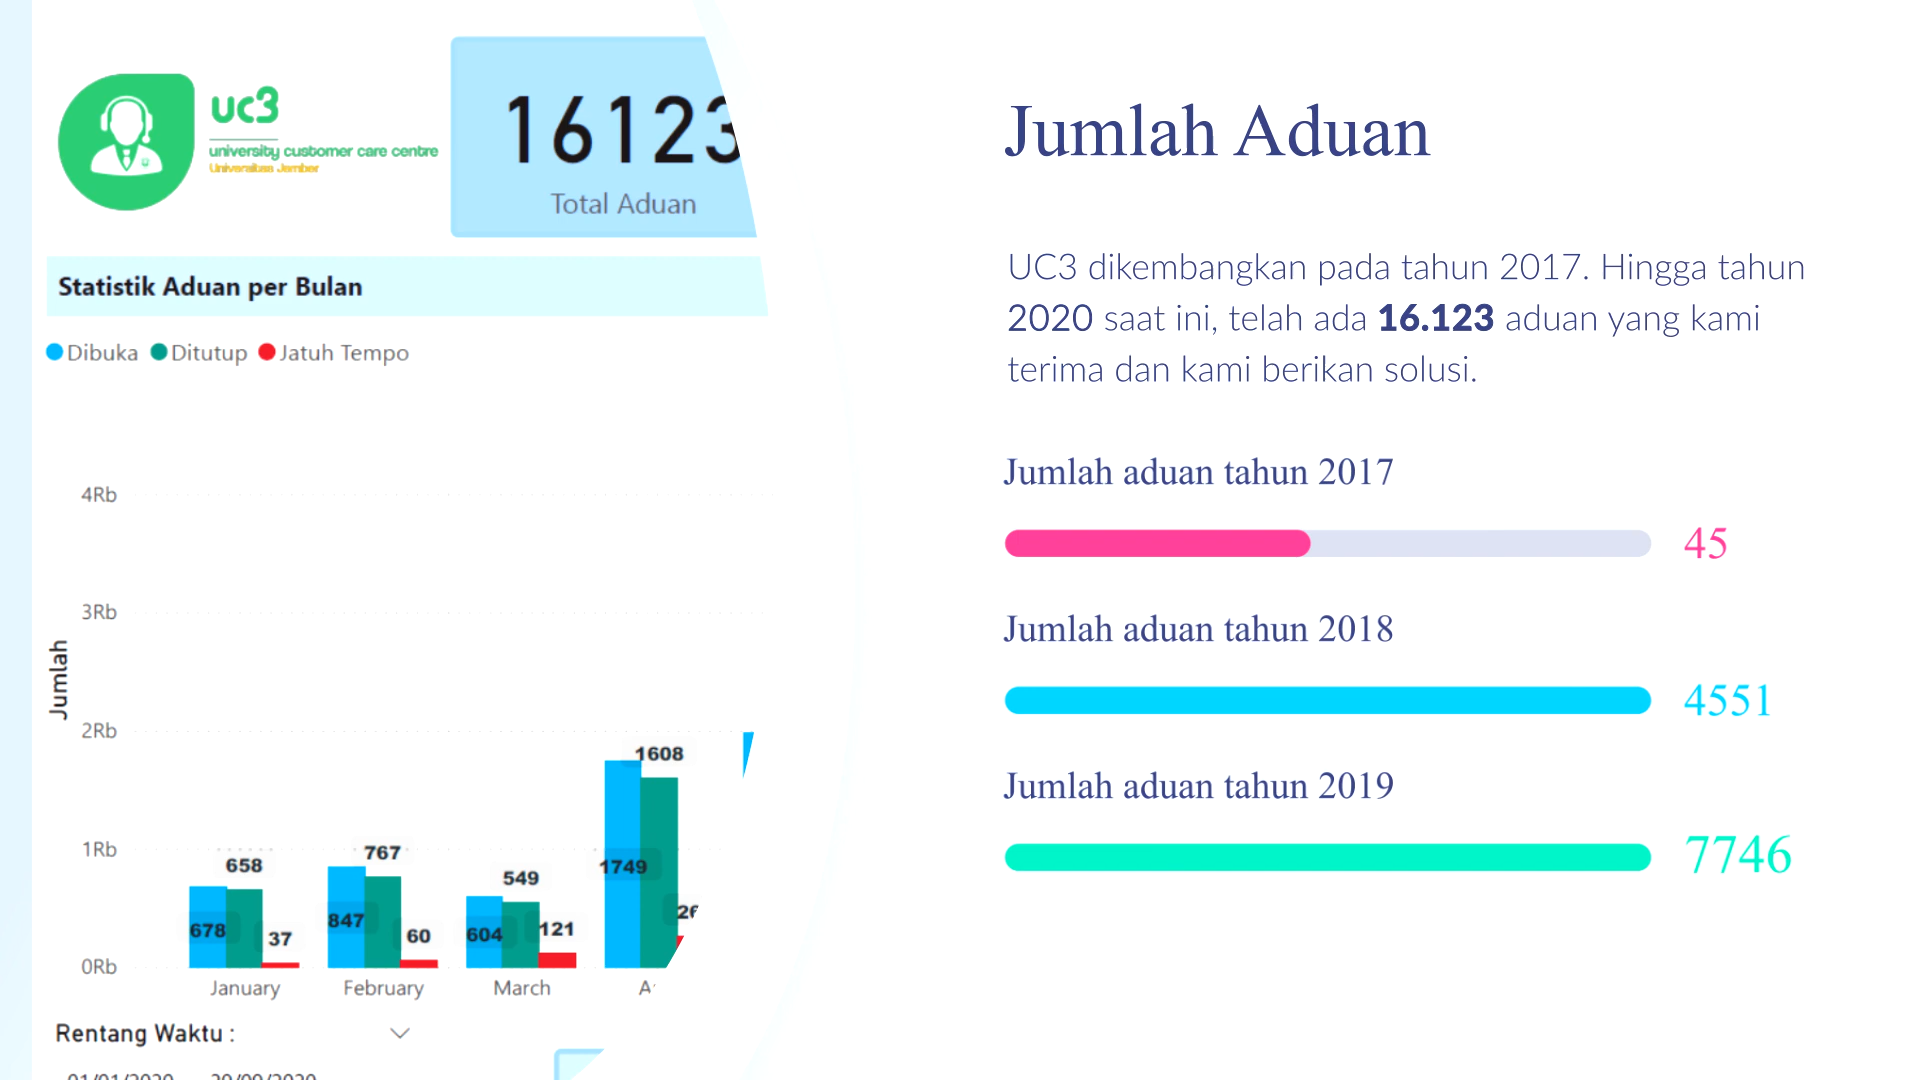 uc3
university customer care centre
Universitas Jember
16123
Total Aduan
Statistik Aduan per Bulan
Dibuka Ditutup Jatuh Tempo
4Rb
3Rb
2Rb
1Rb
0Rb
Jumlah
678 658 37
847 767 60
604 549 121
1749 1608
January February March
Rentang Waktu :
01/01/2020 
Jumlah Aduan
UC3 dikembangkan pada tahun 2017. Hingga tahun
2020 saat ini, telah ada 16.123 aduan yang kami
terima dan kami berikan solusi.
Jumlah aduan tahun 2017
45
Jumlah aduan tahun 2018
4551
Jumlah aduan tahun 2019
7746